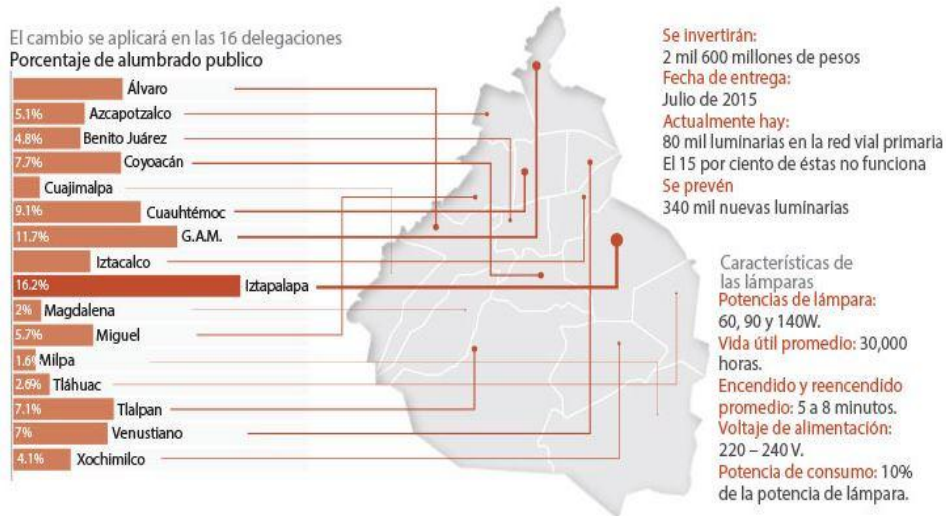 El cambio se aplicará en las 16 delegaciones
Porcentaje de alumbrado publico
Álvaro
5.1% Azcapotzalco
4.8% Benito Juárez
7.7% Coyoacán
Cuajimalpa
9.1% Cuauhtémoc
11.7% G.A.M.
Iztacalco
16.2% Iztapalapa
2% Magdalena
5.7% Miguel
1.6% Milpa
2.6% Tláhuac
7.1% Tlalpan
7% Venustiano
4.1% Xochimilco
Se invertirán:
2 mil 600 millones de pesos
Fecha de entrega:
Julio de 2015
Actualmente hay:
80 mil luminarias en la red vial primaria
El 15 por ciento de éstas no funciona
Se prevén
340 mil nuevas luminarias
Características de
las lámparas
Potencias de lámpara:
60, 90 y 140W.
Vida útil promedio: 30,000
horas.
Encendido y reencendido
promedio: 5 a 8 minutos.
Voltaje de alimentación:
220 – 240 V.
Potencia de consumo: 10%
de la potencia de lámpara.